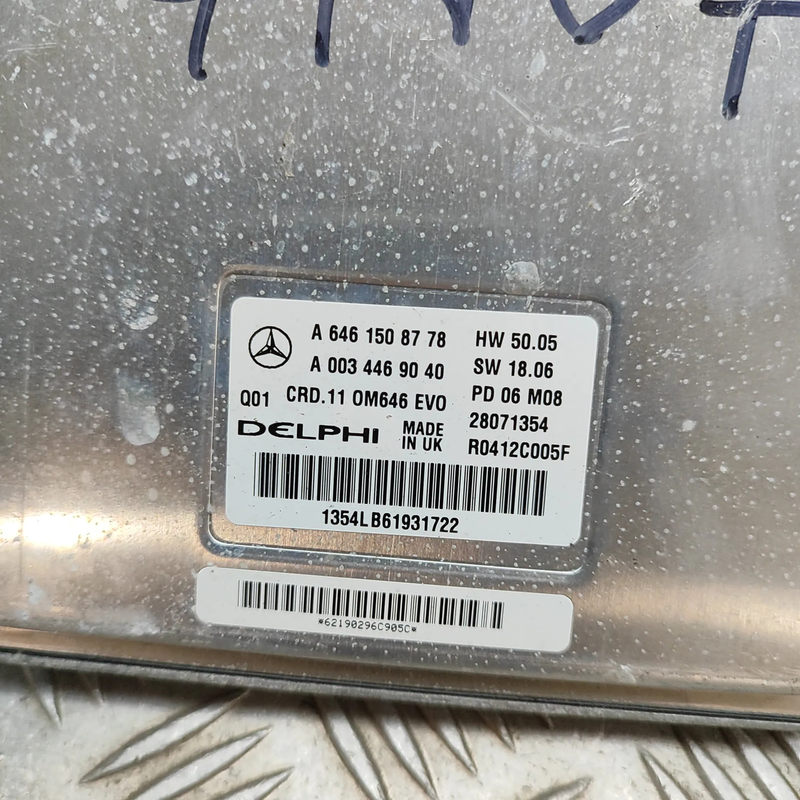 A 646 150 87 78 HW 50.05
A 003 446 90 40 SW 18.06
Q01 CRD.11 OM646 EVO PD 06 M08
28071354
DELPHI MADE IN UK R0412C005F
1354LB61931722
*62190296C905C*